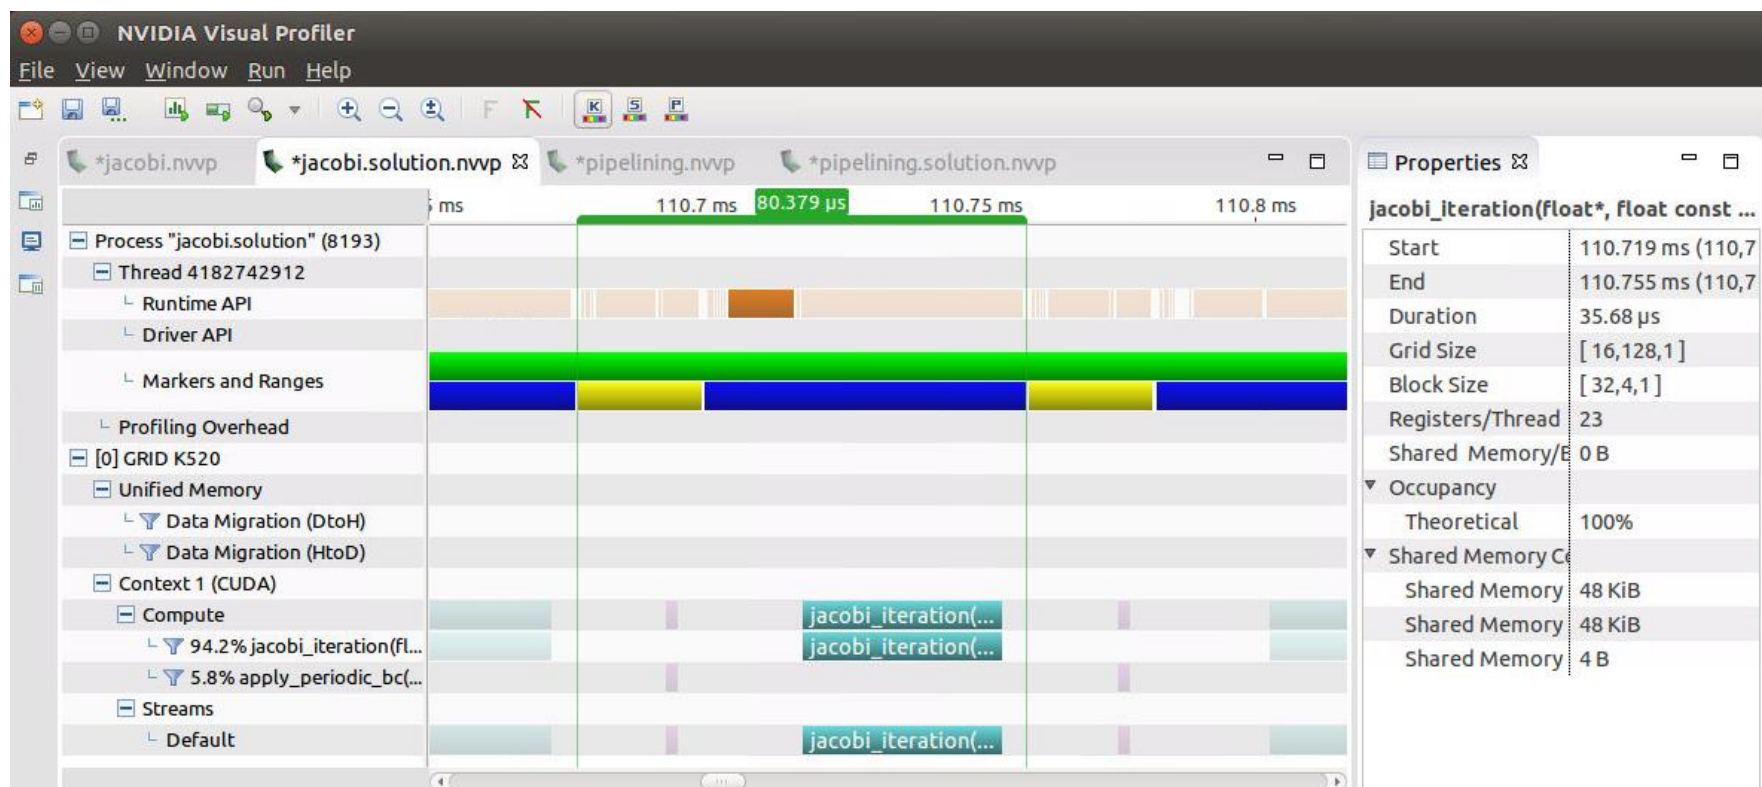 NVIDIA Visual Profiler
File View Window Run Help
F F K S P
*jacobi.nvvp *jacobi.solution.nvvp *pipelining.nvvp *pipelining.solution.nvvp
Properties
ms 110.7 ms 80.379 µs 110.75 ms 110.8 ms
jacobi_iteration(float*, float const ...
Process "jacobi.solution" (8193)
Thread 4182742912
Runtime API
Driver API
Markers and Ranges
Profiling Overhead
[0] GRID K520
Unified Memory
Data Migration (DtoH)
Data Migration (HtoD)
Context 1 (CUDA)
Compute
jacobi_iteration(...
94.2% jacobi_iteration(fl...
jacobi_iteration(...
5.8% apply_periodic_bc(...
Streams
Default
jacobi_iteration(...
Start 110.719 ms (110,7
End 110.755 ms (110,7
Duration 35.68 µs
Grid Size [ 16,128,1 ]
Block Size [ 32,4,1 ]
Registers/Thread 23
Shared Memory/E 0 B
Occupancy
Theoretical 100%
Shared Memory Co
Shared Memory 48 KiB
Shared Memory 48 KiB
Shared Memory 4 B